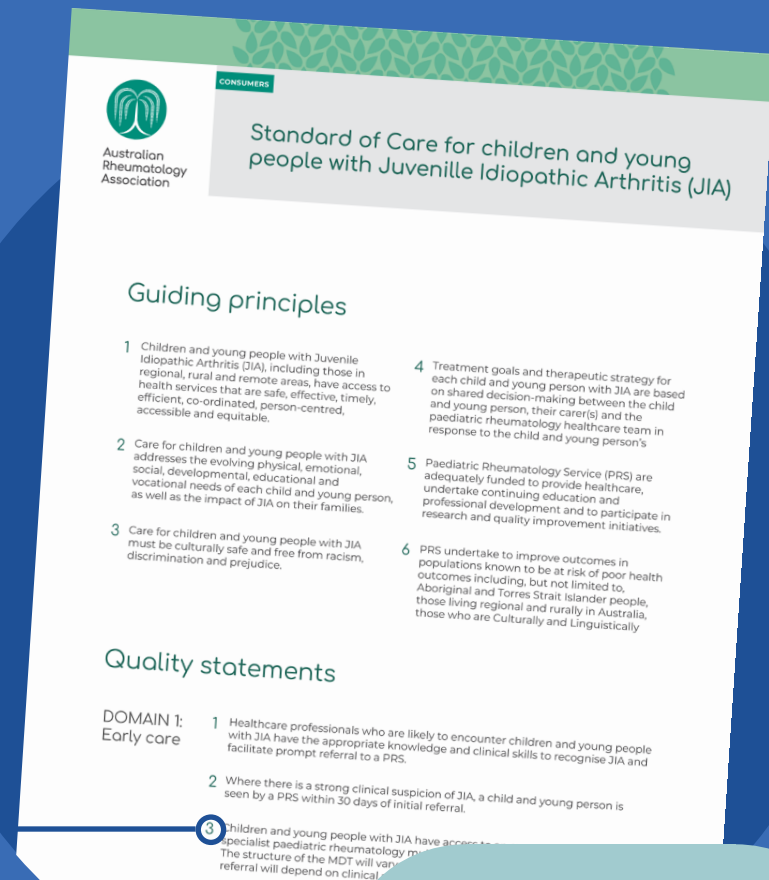 CONSUMERS
Australian
Rheumatology
Association
Standard of Care for children and young
people with Juvenille Idiopathic Arthritis (JIA)
Guiding principles
1 Children and young people with Juvenile
Idiopathic Arthritis (JIA), including those in
regional, rural and remote areas, have access to
health services that are safe, effective, timely,
efficient, co-ordinated, person-centred,
accessible and equitable.
2 Care for children and young people with JIA
addresses the evolving physical, emotional,
social, developmental, educational and
vocational needs of each child and young person,
as well as the impact of JIA on their families.
3 Care for children and young people with JIA
must be culturally safe and free from racism,
discrimination and prejudice.
4 Treatment goals and therapeutic strategy for
each child and young person with JIA are based
on shared decision-making between the child
and young person, their carer(s) and the
paediatric rheumatology healthcare team in
response to the child and young person's
5 Paediatric Rheumatology Service (PRS) are
adequately funded to provide healthcare,
undertake continuing education and
professional development and to participate in
research and quality improvement initiatives.
6 PRS undertake to improve outcomes in
populations known to be at risk of poor health
outcomes including, but not limited to,
Aboriginal and Torres Strait Islander people,
those living regional and rurally in Australia,
those who are Culturally and Linguistically
Quality statements
DOMAIN 1:
Early care
1 Healthcare professionals who are likely to encounter children and young people
with JIA have the appropriate knowledge and clinical skills to recognise JIA and
facilitate prompt referral to a PRS.
2 Where there is a strong clinical suspicion of JIA, a child and young person is
seen by a PRS within 30 days of initial referral.
3 Children and young people with JIA have access
specialist paediatric rheumatology
The structure of the MDT will
referral will depend on clinical